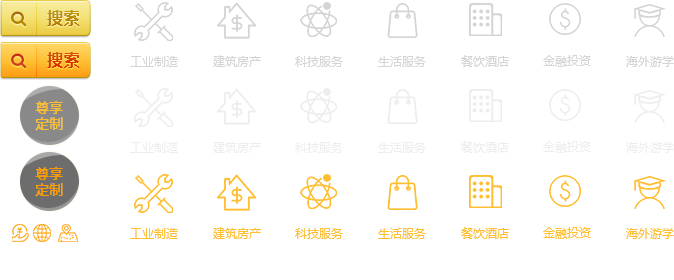 搜索
搜索
尊享
定制
尊享
定制
工业制造 建筑房产 科技服务 生活服务 餐饮酒店 金融投资 海外游学
工业制造 建筑房产 科技服务 生活服务 餐饮酒店 金融投资 海外游学
工业制造 建筑房产 科技服务 生活服务 餐饮酒店 金融投资 海外游学